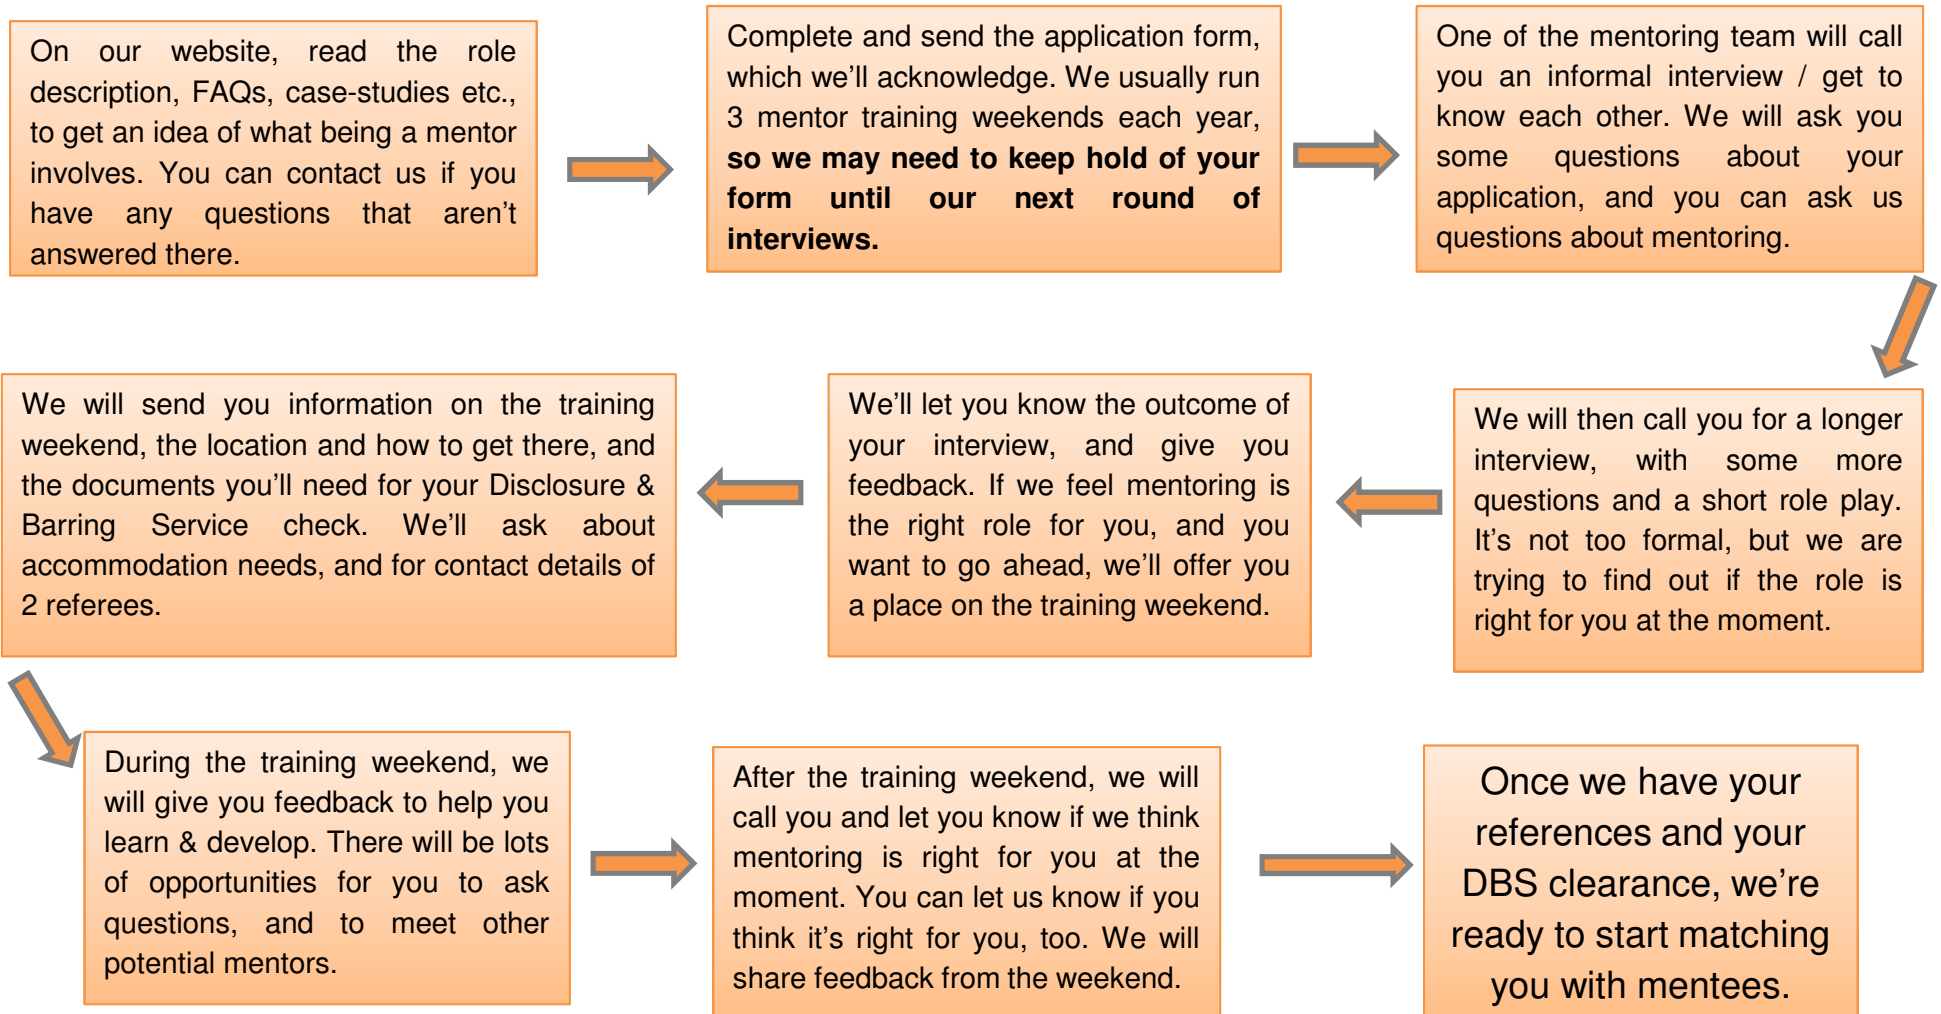 On our website, read the role
description, FAQs, case-studies etc.,
to get an idea of what being a mentor
involves. You can contact us if you
have any questions that aren't
answered there.
Complete and send the application form,
which we'll acknowledge. We usually run
3 mentor training weekends each year,
so we may need to keep hold of your
form until our next round of
interviews.
One of the mentoring team will call
you an informal interview / get to
know each other. We will ask you
some questions about your
application, and you can ask us
questions about mentoring.
We will then call you for a longer
interview, with some more
questions and a short role play.
It's not too formal, but we are
trying to find out if the role is
right for you at the moment.
We'll let you know the outcome of
your interview, and give you
feedback. If we feel mentoring is
the right role for you, and you
want to go ahead, we'll offer you
a place on the training weekend.
We will send you information on the training
weekend, the location and how to get there, and
the documents you'll need for your Disclosure &
Barring Service check. We'll ask about
accommodation needs, and for contact details of
2 referees.
During the training weekend, we
will give you feedback to help you
learn & develop. There will be lots
of opportunities for you to ask
questions, and to meet other
potential mentors.
After the training weekend, we will
call you and let you know if we think
mentoring is right for you at the
moment. You can let us know if you
think it's right for you, too. We will
share feedback from the weekend.
Once we have your
references and your
DBS clearance, we're
ready to start matching
you with mentees.